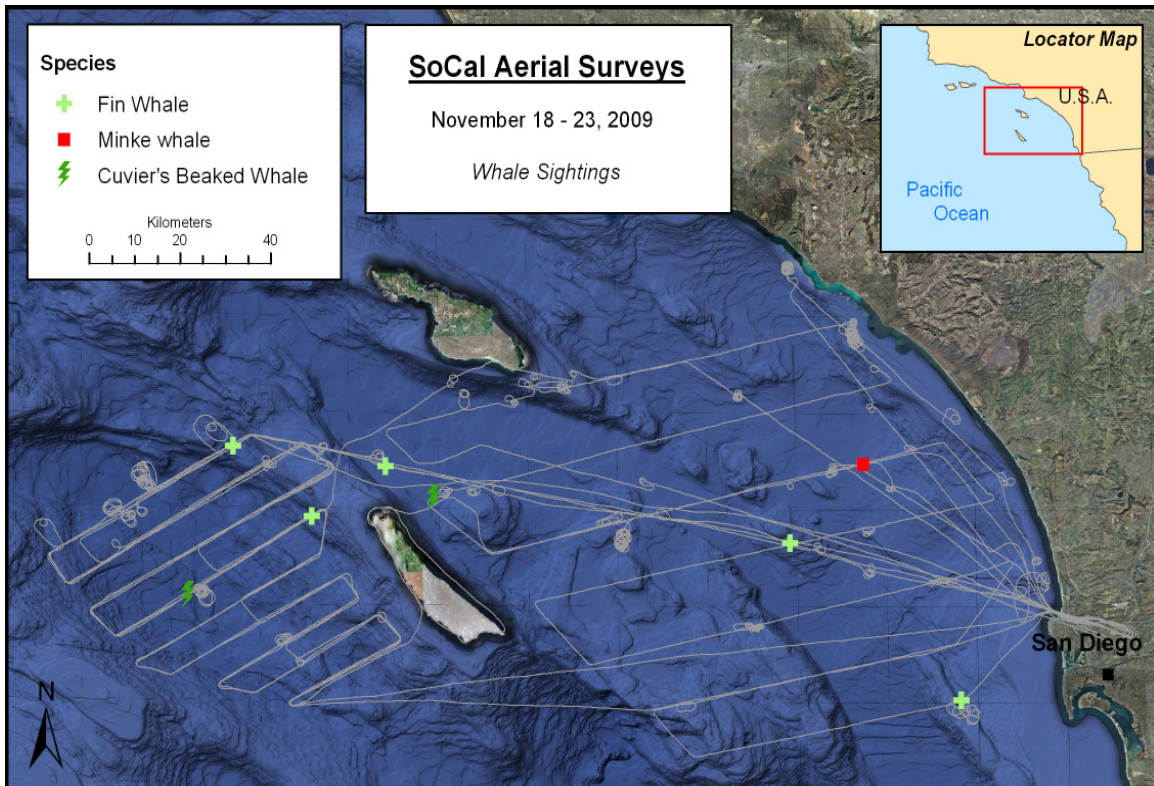 Species
Fin Whale
Minke whale
Cuvier's Beaked Whale
Kilometers
0 10 20 40
SoCal Aerial Surveys
November 18 - 23, 2009
Whale Sightings
Locator Map
U.S.A.
Pacific
Ocean
San Diego
N